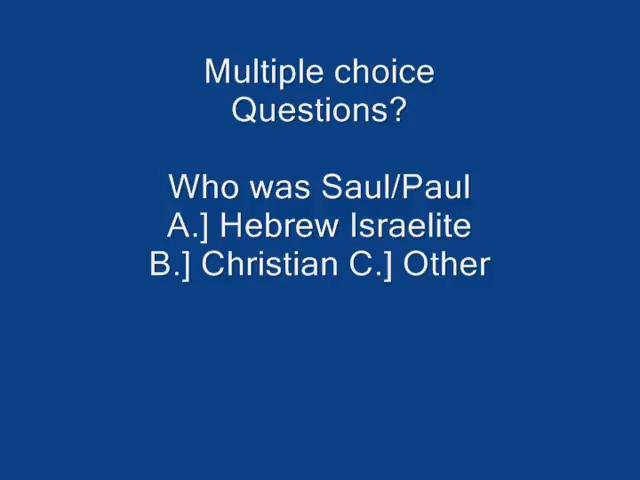 Multiple choice
Questions?
Who was Saul/Paul
A.] Hebrew Israelite
B.] Christian C.] Other